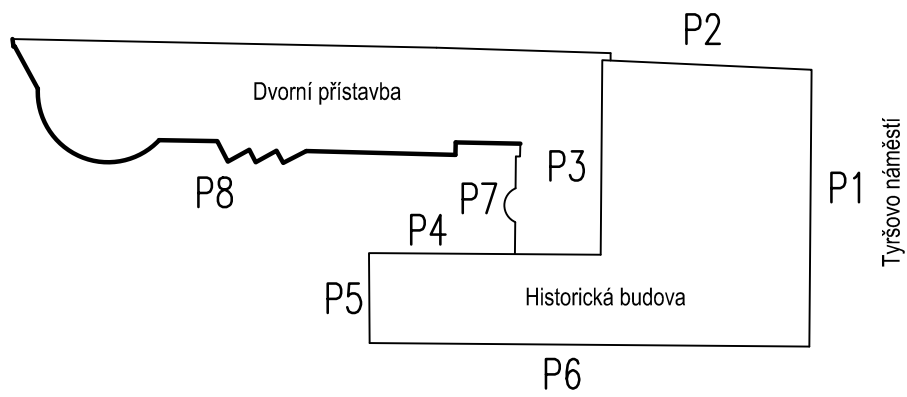 P2
Dvorní přístavba
P3
P1
Tyršovo náměstí
P8
P7
P4
P5
Historická budova
P6